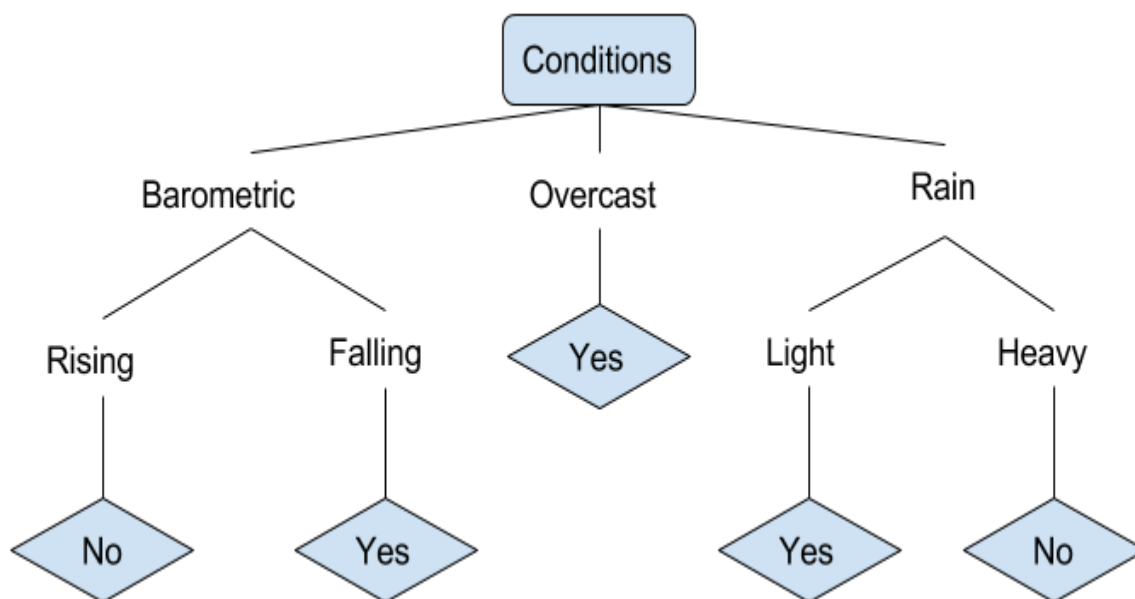 Conditions
Barometric
Overcast
Rain
Rising
Falling
Yes
Light
Heavy
No
Yes
Yes
No